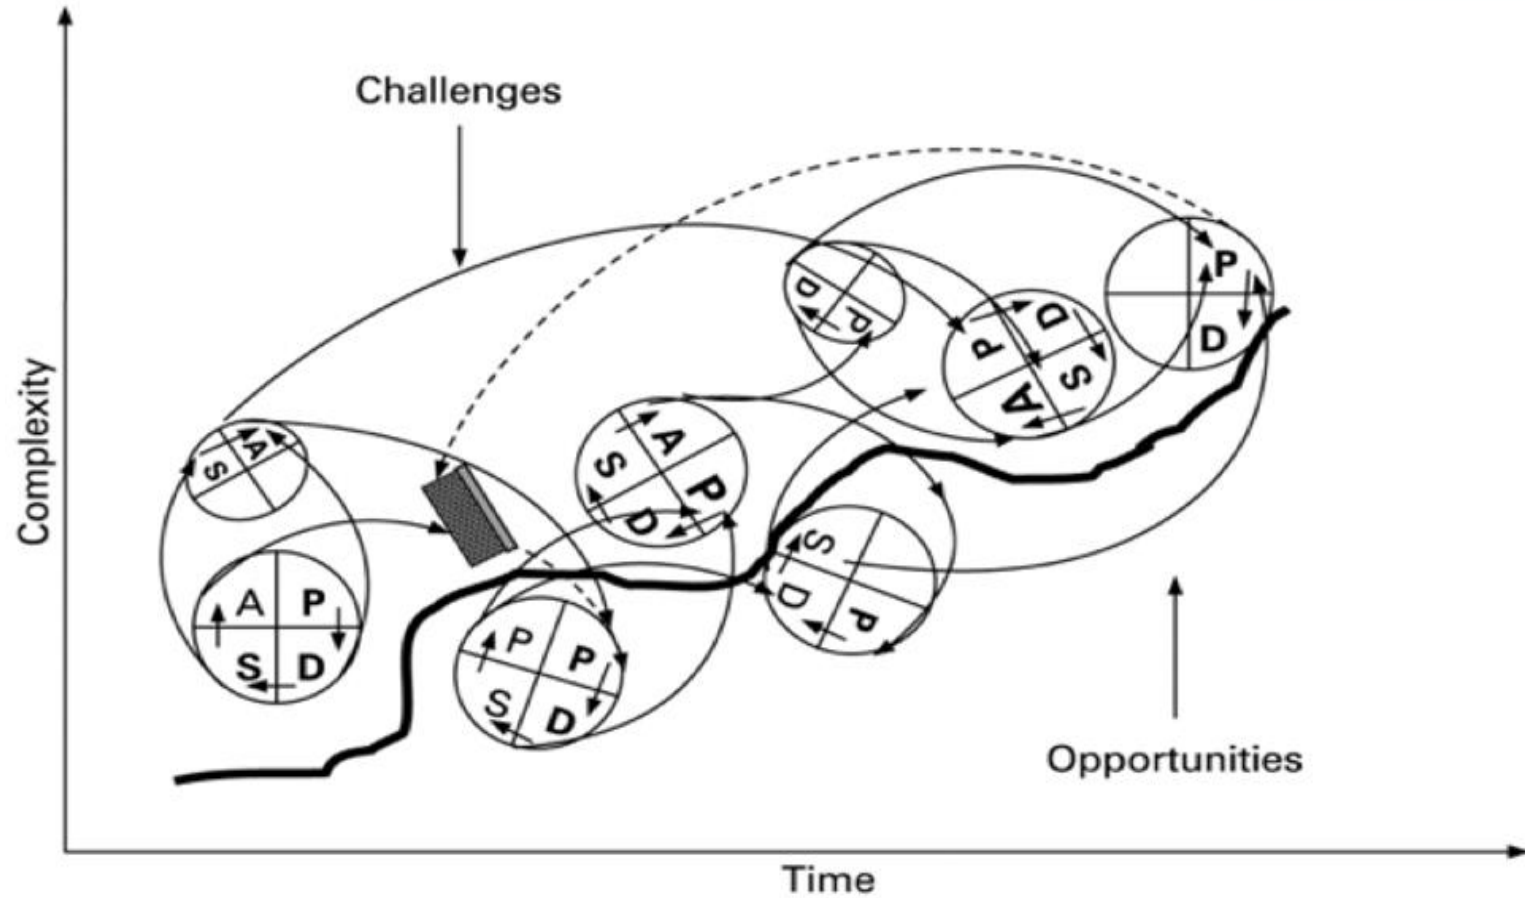 Challenges
Complexity
A
S
A P
S D
P P
S D
A
S
P
D
D
P
S
D
P
D
P
S
A
P
D
Opportunities
Time